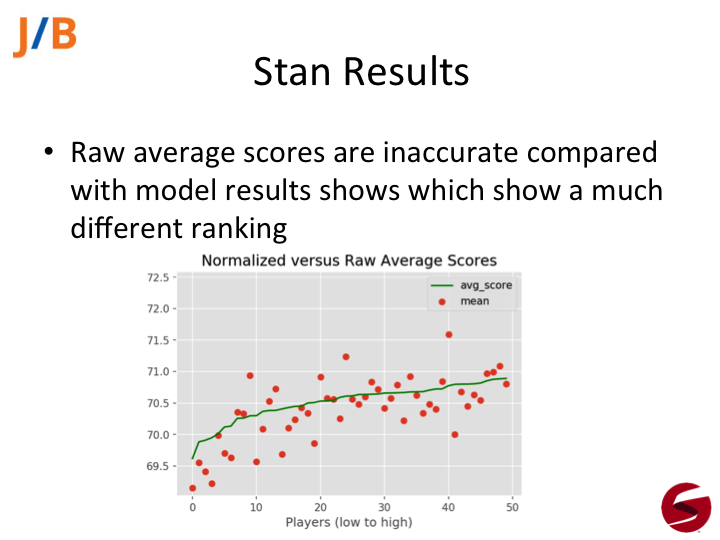 J/B
Stan Results
• Raw average scores are inaccurate compared
with model results shows which show a much
different ranking
Normalized versus Raw Average Scores
72.5
72.0
71.5
71.0
70.5
70.0
69.5
avg_score
mean
0 10 20 30 40 50
Players (low to high)